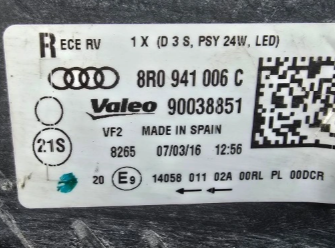 R ECE RV 1 X (D 3 S, PSY 24W, LED)
8R0 941 006 C
Valeo 90038851
21S VF2 MADE IN SPAIN
8265 07/03/16 12:56
20 E9 14058 011 02A 00RL PL 00DCR